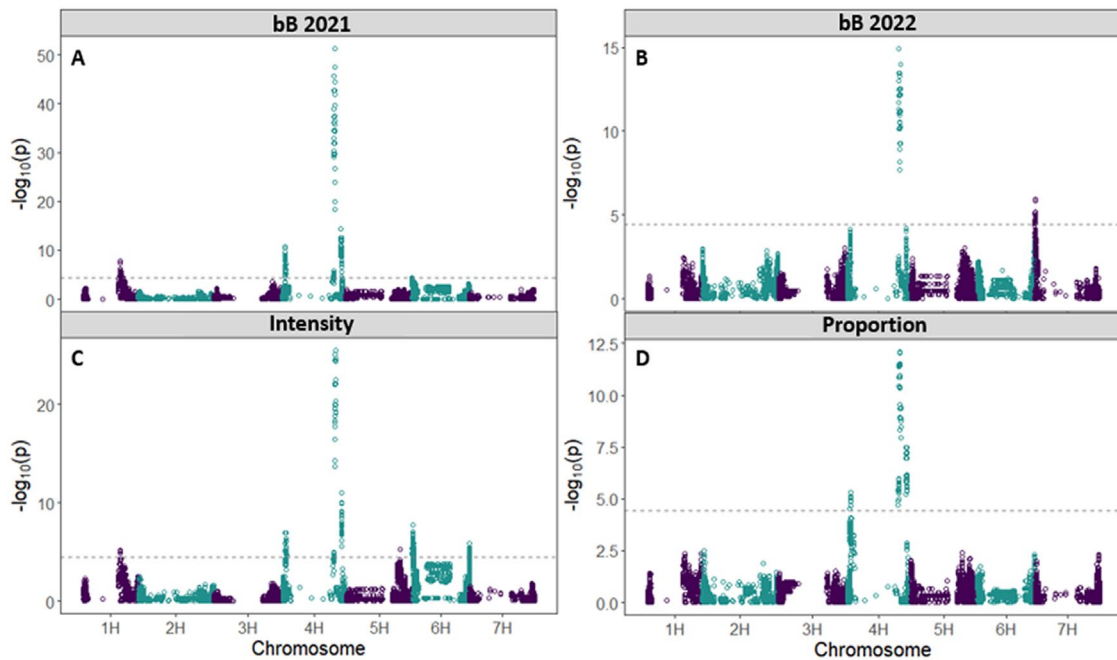 bB 2021
bB 2022
A
B
50
40
30
20
10
0
-log10(p)
15
10
5
0
-log10(p)
Intensity
Proportion
C
D
20
10
0
-log10(p)
12.5
10.0
7.5
5.0
2.5
0.0
-log10(p)
1H 2H 3H 4H 5H 6H 7H
1H 2H 3H 4H 5H 6H 7H
Chromosome
Chromosome